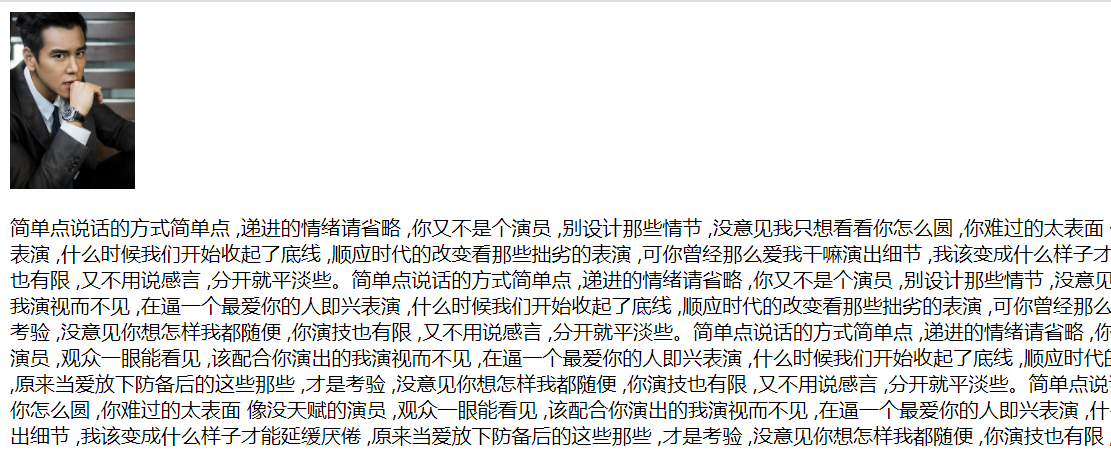 简单点说话的方式简单点 ,递进的情绪请省略 ,你又不是个演员 ,别设计那些情节 ,没意见我只想看看你怎么圆 ,你难过的太表面
表演 ,什么时候我们开始收起了底线 ,顺应时代的改变看那些拙劣的表演 ,可你曾经那么爱我干嘛演出细节 ,我该变成什么样子才
也有限 ,又不用说感言 ,分开就平淡些。简单点说话的方式简单点 ,递进的情绪请省略 ,你又不是个演员 ,别设计那些情节 ,没意见
我演视而不见 ,在逼一个最爱你的人即兴表演 ,什么时候我们开始收起了底线 ,顺应时代的改变看那些拙劣的表演 ,可你曾经那么
考验 ,没意见你想怎样我都随便 ,你演技也有限 ,又不用说感言 ,分开就平淡些。简单点说话的方式简单点 ,递进的情绪请省略 ,你
演员 ,观众一眼能看见 ,该配合你演出的我演视而不见 ,在逼一个最爱你的人即兴表演 ,什么时候我们开始收起了底线 ,顺应时代的
,原来当爱放下防备后的这些那些 ,才是考验 ,没意见你想怎样我都随便 ,你演技也有限 ,又不用说感言 ,分开就平淡些。简单点说
你怎么圆 ,你难过的太表面 像没天赋的演员 ,观众一眼能看见 ,该配合你演出的我演视而不见 ,在逼一个最爱你的人即兴表演 ,什
出细节 ,我该变成什么样子才能延缓厌倦 ,原来当爱放下防备后的这些那些 ,才是考验 ,没意见你想怎样我都随便 ,你演技也有限 ,